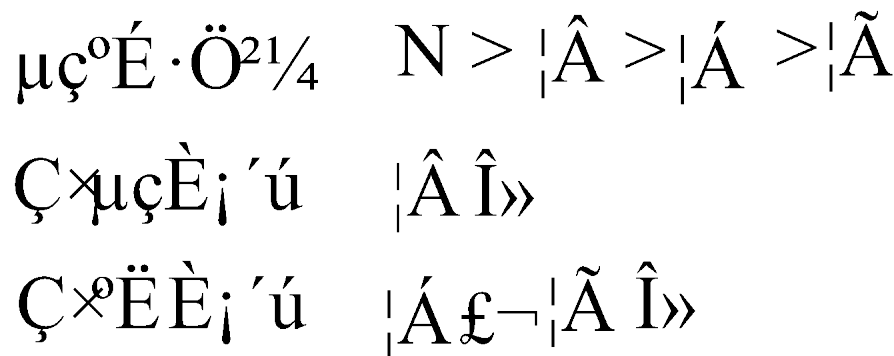 µçºÉ·Ö²¼ N > ¦Â >¦Á >¦Ã
Ç×µçÈ¡´ú ¦Â Î»
Ç×ºËÈ¡´ú ¦Á£¬¦Ã Î»